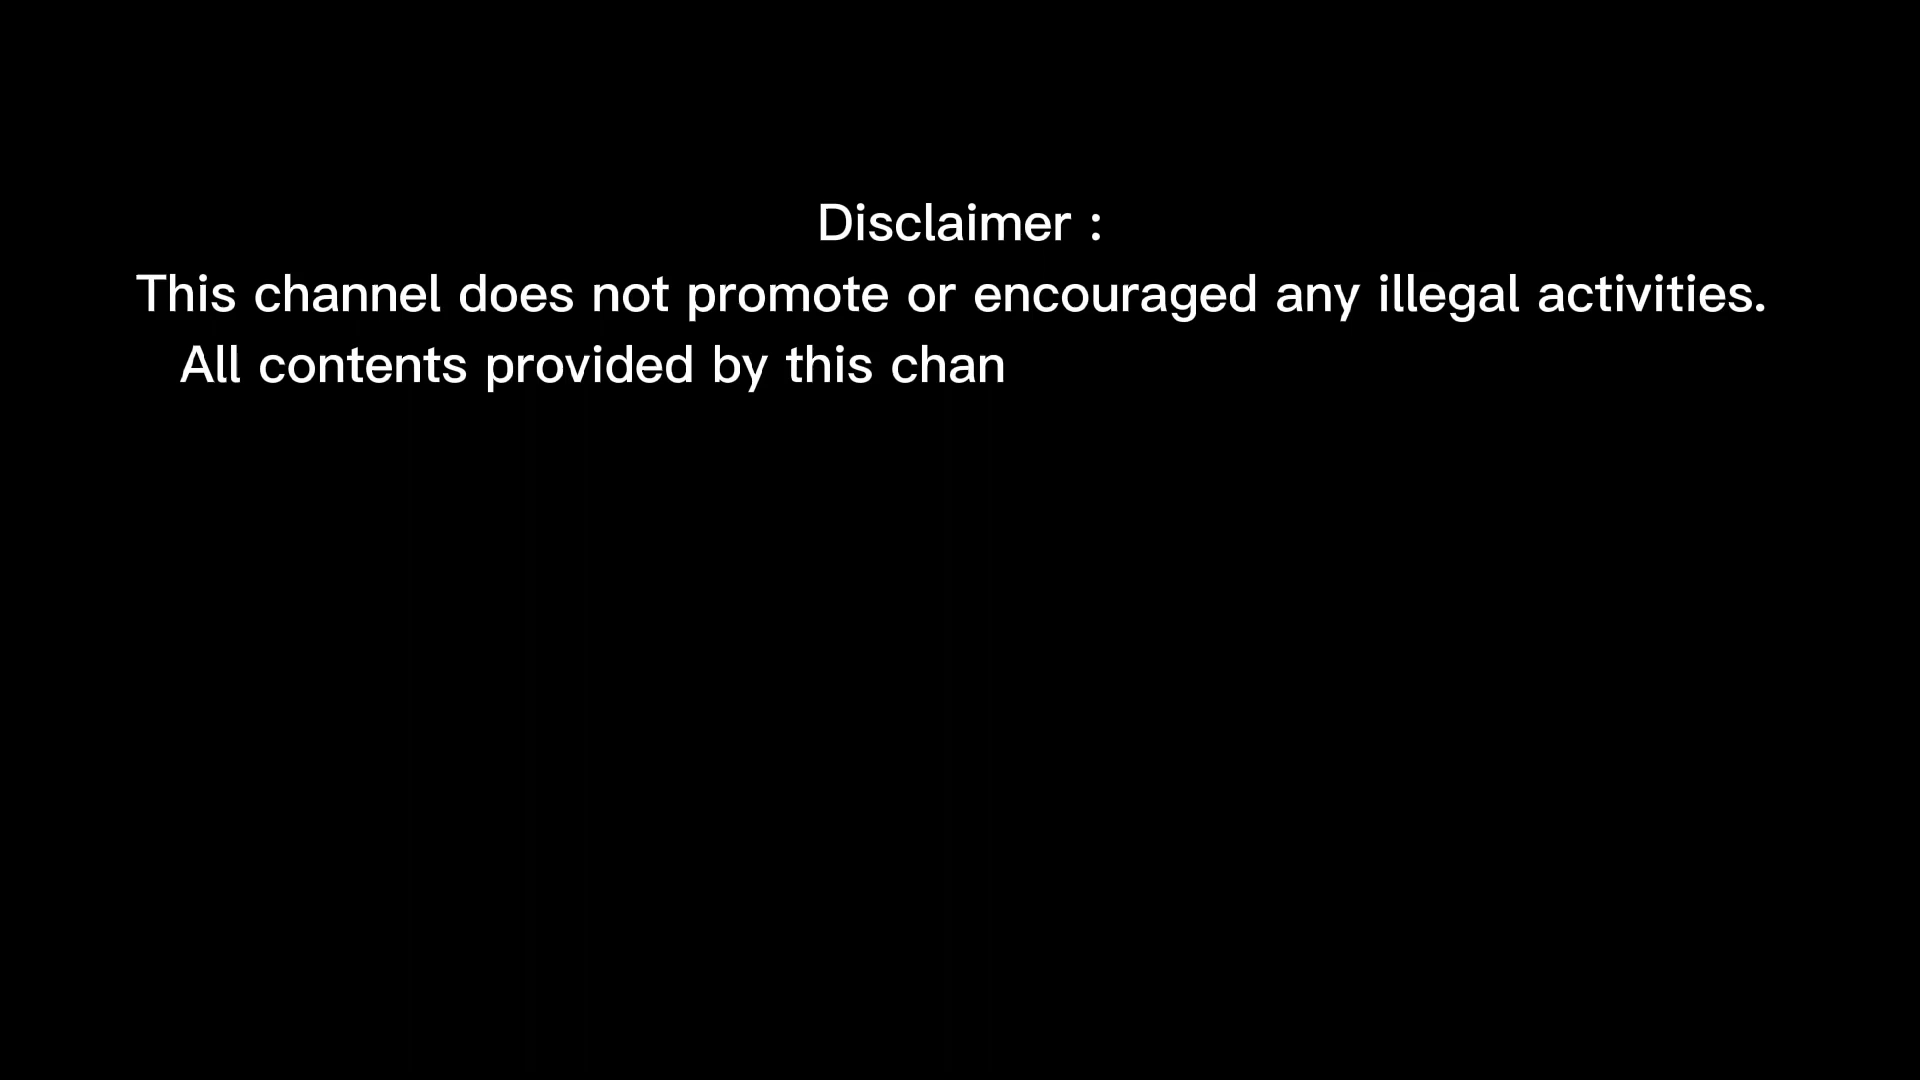 Disclaimer :
This channel does not promote or encouraged any illegal activities.
All contents provided by this chan